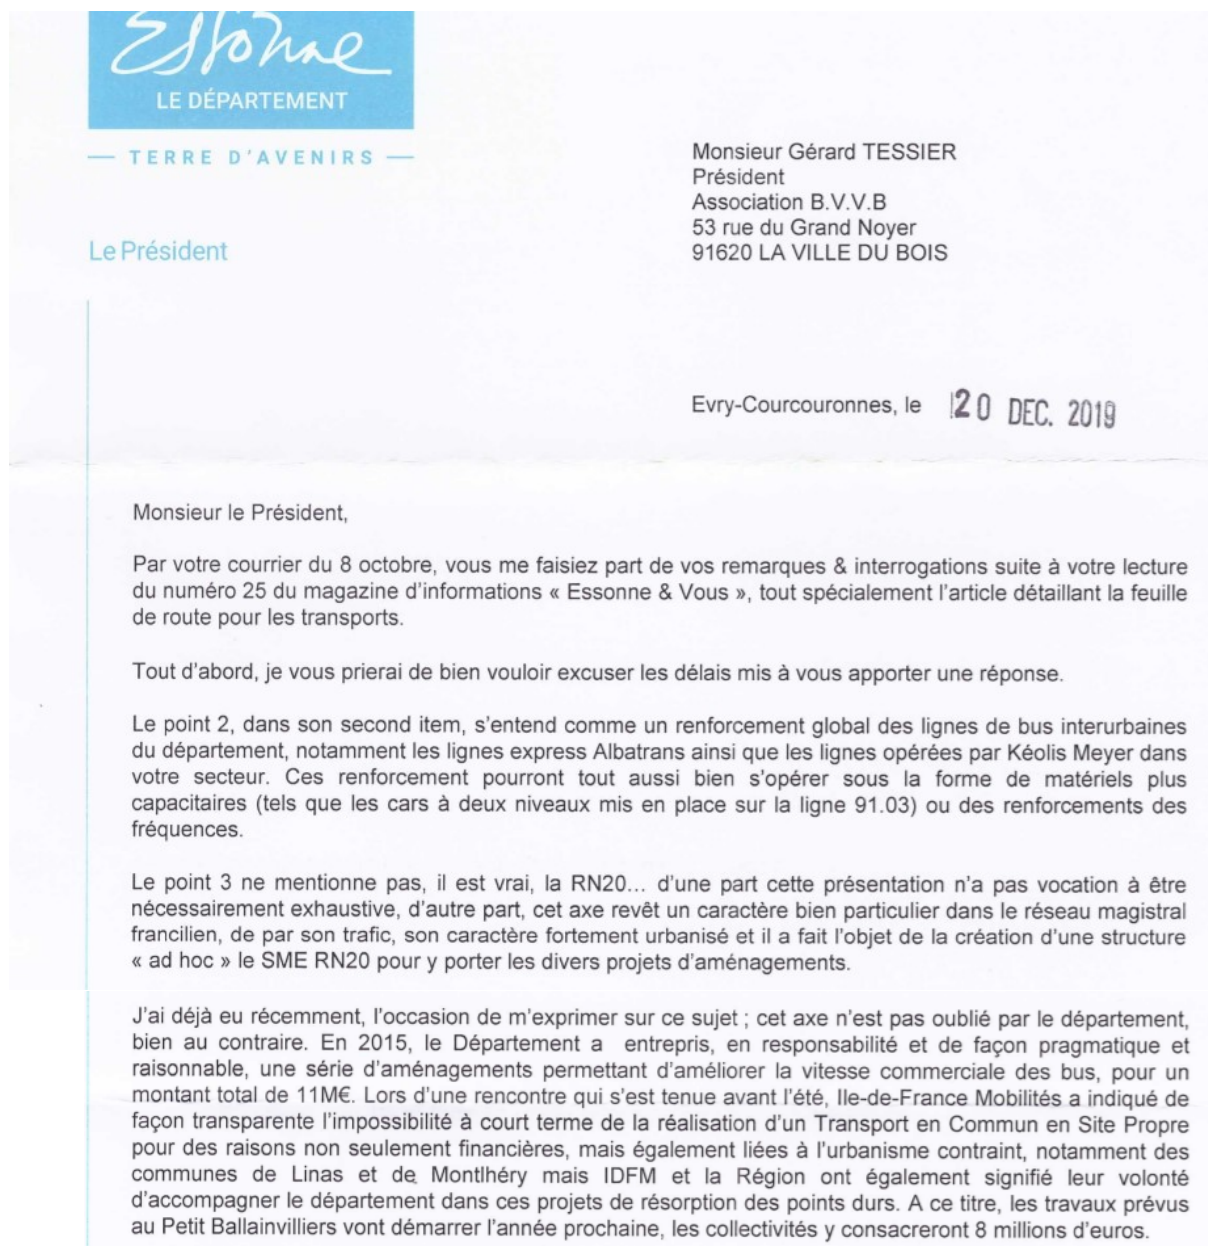 Essonne
LE DÉPARTEMENT
— TERRE D'AVENIRS —
Monsieur Gérard TESSIER
Président
Association B.V.V.B
53 rue du Grand Noyer
91620 LA VILLE DU BOIS
Le Président
Evry-Courcouronnes, le 20 DEC. 2019
Monsieur le Président,
Par votre courrier du 8 octobre, vous me faisiez part de vos remarques & interrogations suite à votre lecture
du numéro 25 du magazine d'informations « Essonne & Vous », tout spécialement l'article détaillant la feuille
de route pour les transports.
Tout d'abord, je vous prierai de bien vouloir excuser les délais mis à vous apporter une réponse.
Le point 2, dans son second item, s'entend comme un renforcement global des lignes de bus interurbaines
du département, notamment les lignes express Albatrans ainsi que les lignes opérées par Kéolis Meyer dans
votre secteur. Ces renforcement pourront tout aussi bien s'opérer sous la forme de matériels plus
capacitaires (tels que les cars à deux niveaux mis en place sur la ligne 91.03) ou des renforcements des
fréquences.
Le point 3 ne mentionne pas, il est vrai, la RN20... d'une part cette présentation n'a pas vocation à être
nécessairement exhaustive, d'autre part, cet axe revêt un caractère bien particulier dans le réseau magistral
francilien, de par son trafic, son caractère fortement urbanisé et il a fait l'objet de la création d'une structure
« ad hoc » le SME RN20 pour y porter les divers projets d'aménagements.
J'ai déjà eu récemment, l'occasion de m'exprimer sur ce sujet ; cet axe n'est pas oublié par le département,
bien au contraire. En 2015, le Département a entrepris, en responsabilité et de façon pragmatique et
raisonnable, une série d'aménagements permettant d'améliorer la vitesse commerciale des bus, pour un
montant total de 11M€. Lors d'une rencontre qui s'est tenue avant l'été, Ile-de-France Mobilités a indiqué de
façon transparente l'impossibilité à court terme de la réalisation d'un Transport en Commun en Site Propre
pour des raisons non seulement financières, mais également liées à l'urbanisme contraint, notamment des
communes de Linas et de Montlhéry mais IDFM et la Région ont également signifié leur volonté
d'accompagner le département dans ces projets de résorption des points durs. A ce titre, les travaux prévus
au Petit Ballainvilliers vont démarrer l'année prochaine, les collectivités y consacreront 8 millions d'euros.